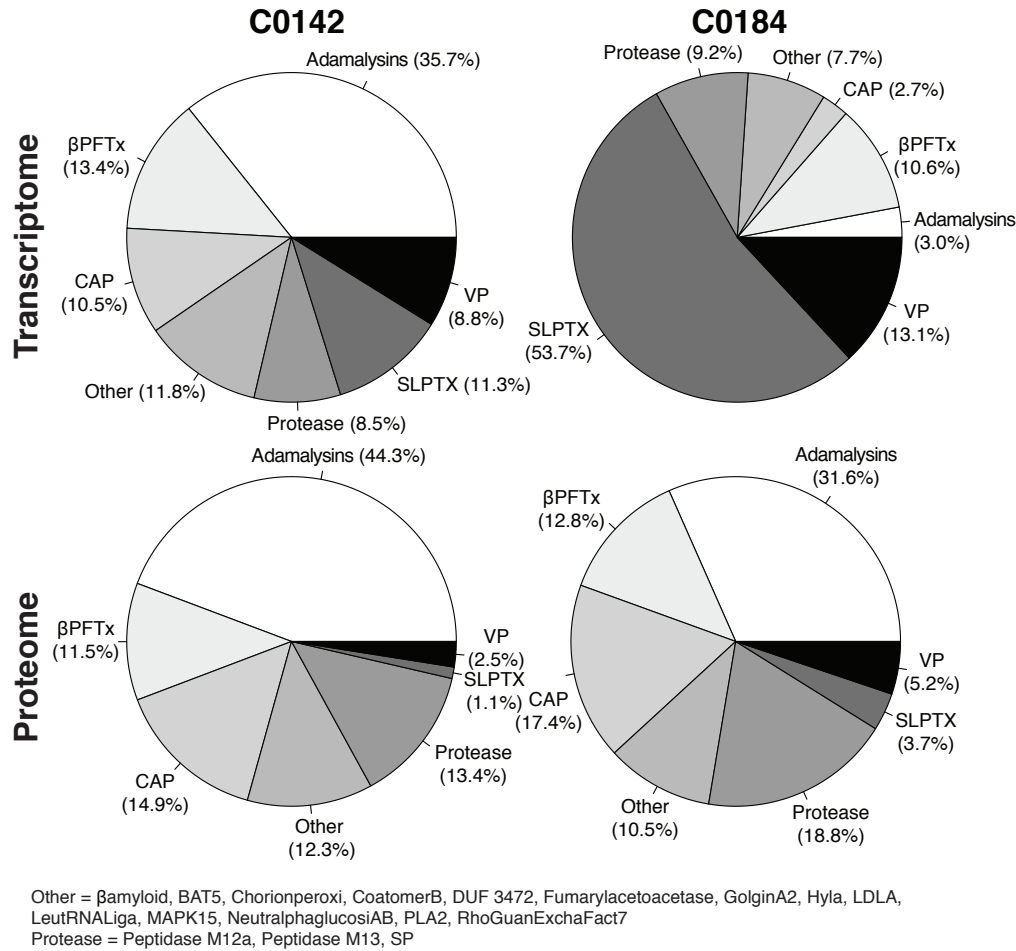 C0142
C0184
Transcriptome
Adamalysins (35.7%)
βPFTx
(13.4%)
CAP
(10.5%)
Other (11.8%)
Protease (8.5%)
SLPTX (11.3%)
VP
(8.8%)
Protease (9.2%)
Other (7.7%)
CAP (2.7%)
βPFTx
(10.6%)
Adamalysins
(3.0%)
VP
(13.1%)
SLPTX
(53.7%)
Proteome
Adamalysins (44.3%)
βPFTx
(11.5%)
CAP
(14.9%)
Other
(12.3%)
Protease
(13.4%)
SLPTX
(1.1%)
VP
(2.5%)
Adamalysins
(31.6%)
βPFTx
(12.8%)
CAP
(17.4%)
Other
(10.5%)
Protease
(18.8%)
SLPTX
(3.7%)
VP
(5.2%)
Other = βamyloid, BAT5, Chorionperoxi, CoatomerB, DUF 3472, Fumarylacetoacetase, GolginA2, Hyla, LDLA,
LeutRNALiga, MAPK15, NeutralphaglucosiAB, PLA2, RhoGuanExchaFact7
Protease = Peptidase M12a, Peptidase M13, SP